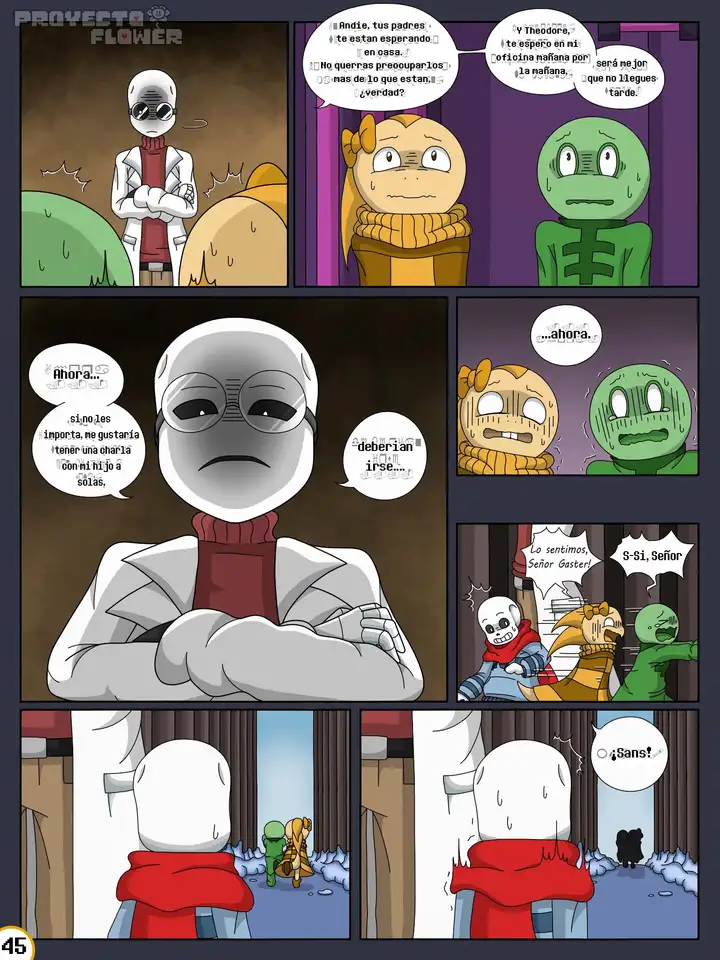 PROYECTO
FLOWER
Andie, tus padres
te estan esperando
en casa.
No querras preocuparlos
mas de lo que estan,
¿verdad?
Y Theodore,
te espero en mi
oficina mañana por
la mañana,
será mejor
que no llegues
tarde.
Ahora...
si no les
importa, me gustaría
tener una charla
con mi hijo a
solas,
deberian
irse....
...ahora.
Lo sentimos,
Señor Gaster!
S-Si, Señor
¡Sans!
45